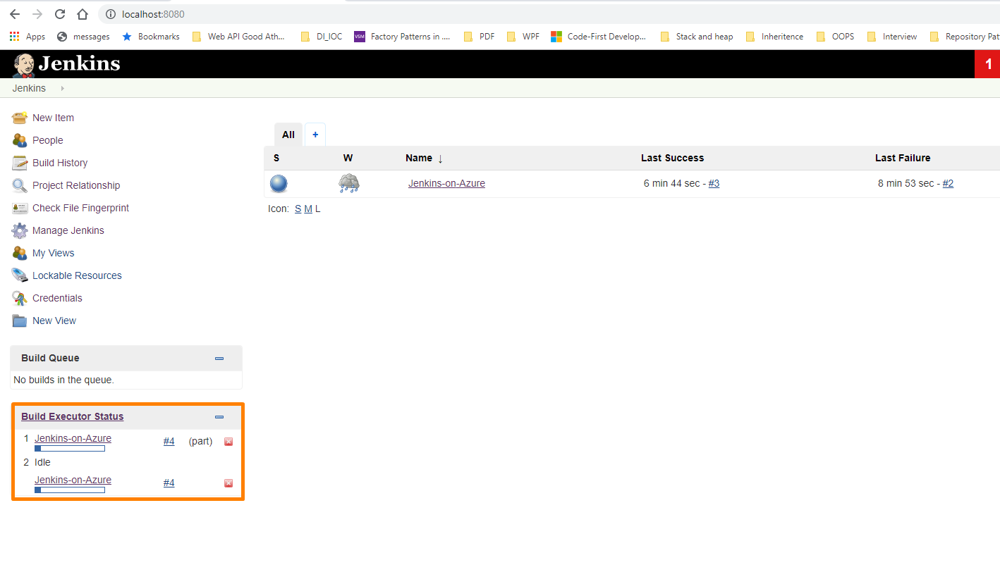 localhost:8080
Apps messages Bookmarks Web API Good Ath... DI_IOC VSM Factory Patterns in .... PDF WPF Code-First Develop... Stack and heap Inheritence OOPS Interview Repository Pat
Jenkins 1
Jenkins
New Item
People
Build History
Project Relationship
Check File Fingerprint
Manage Jenkins
My Views
Lockable Resources
Credentials
New View
Build Queue
No builds in the queue.
Build Executor Status
1 Jenkins-on-Azure #4 (part)
2 Idle
Jenkins-on-Azure #4
All +
S W Name ↓ Last Success Last Failure
Jenkins-on-Azure 6 min 44 sec - #3 8 min 53 sec - #2
Icon: S M L